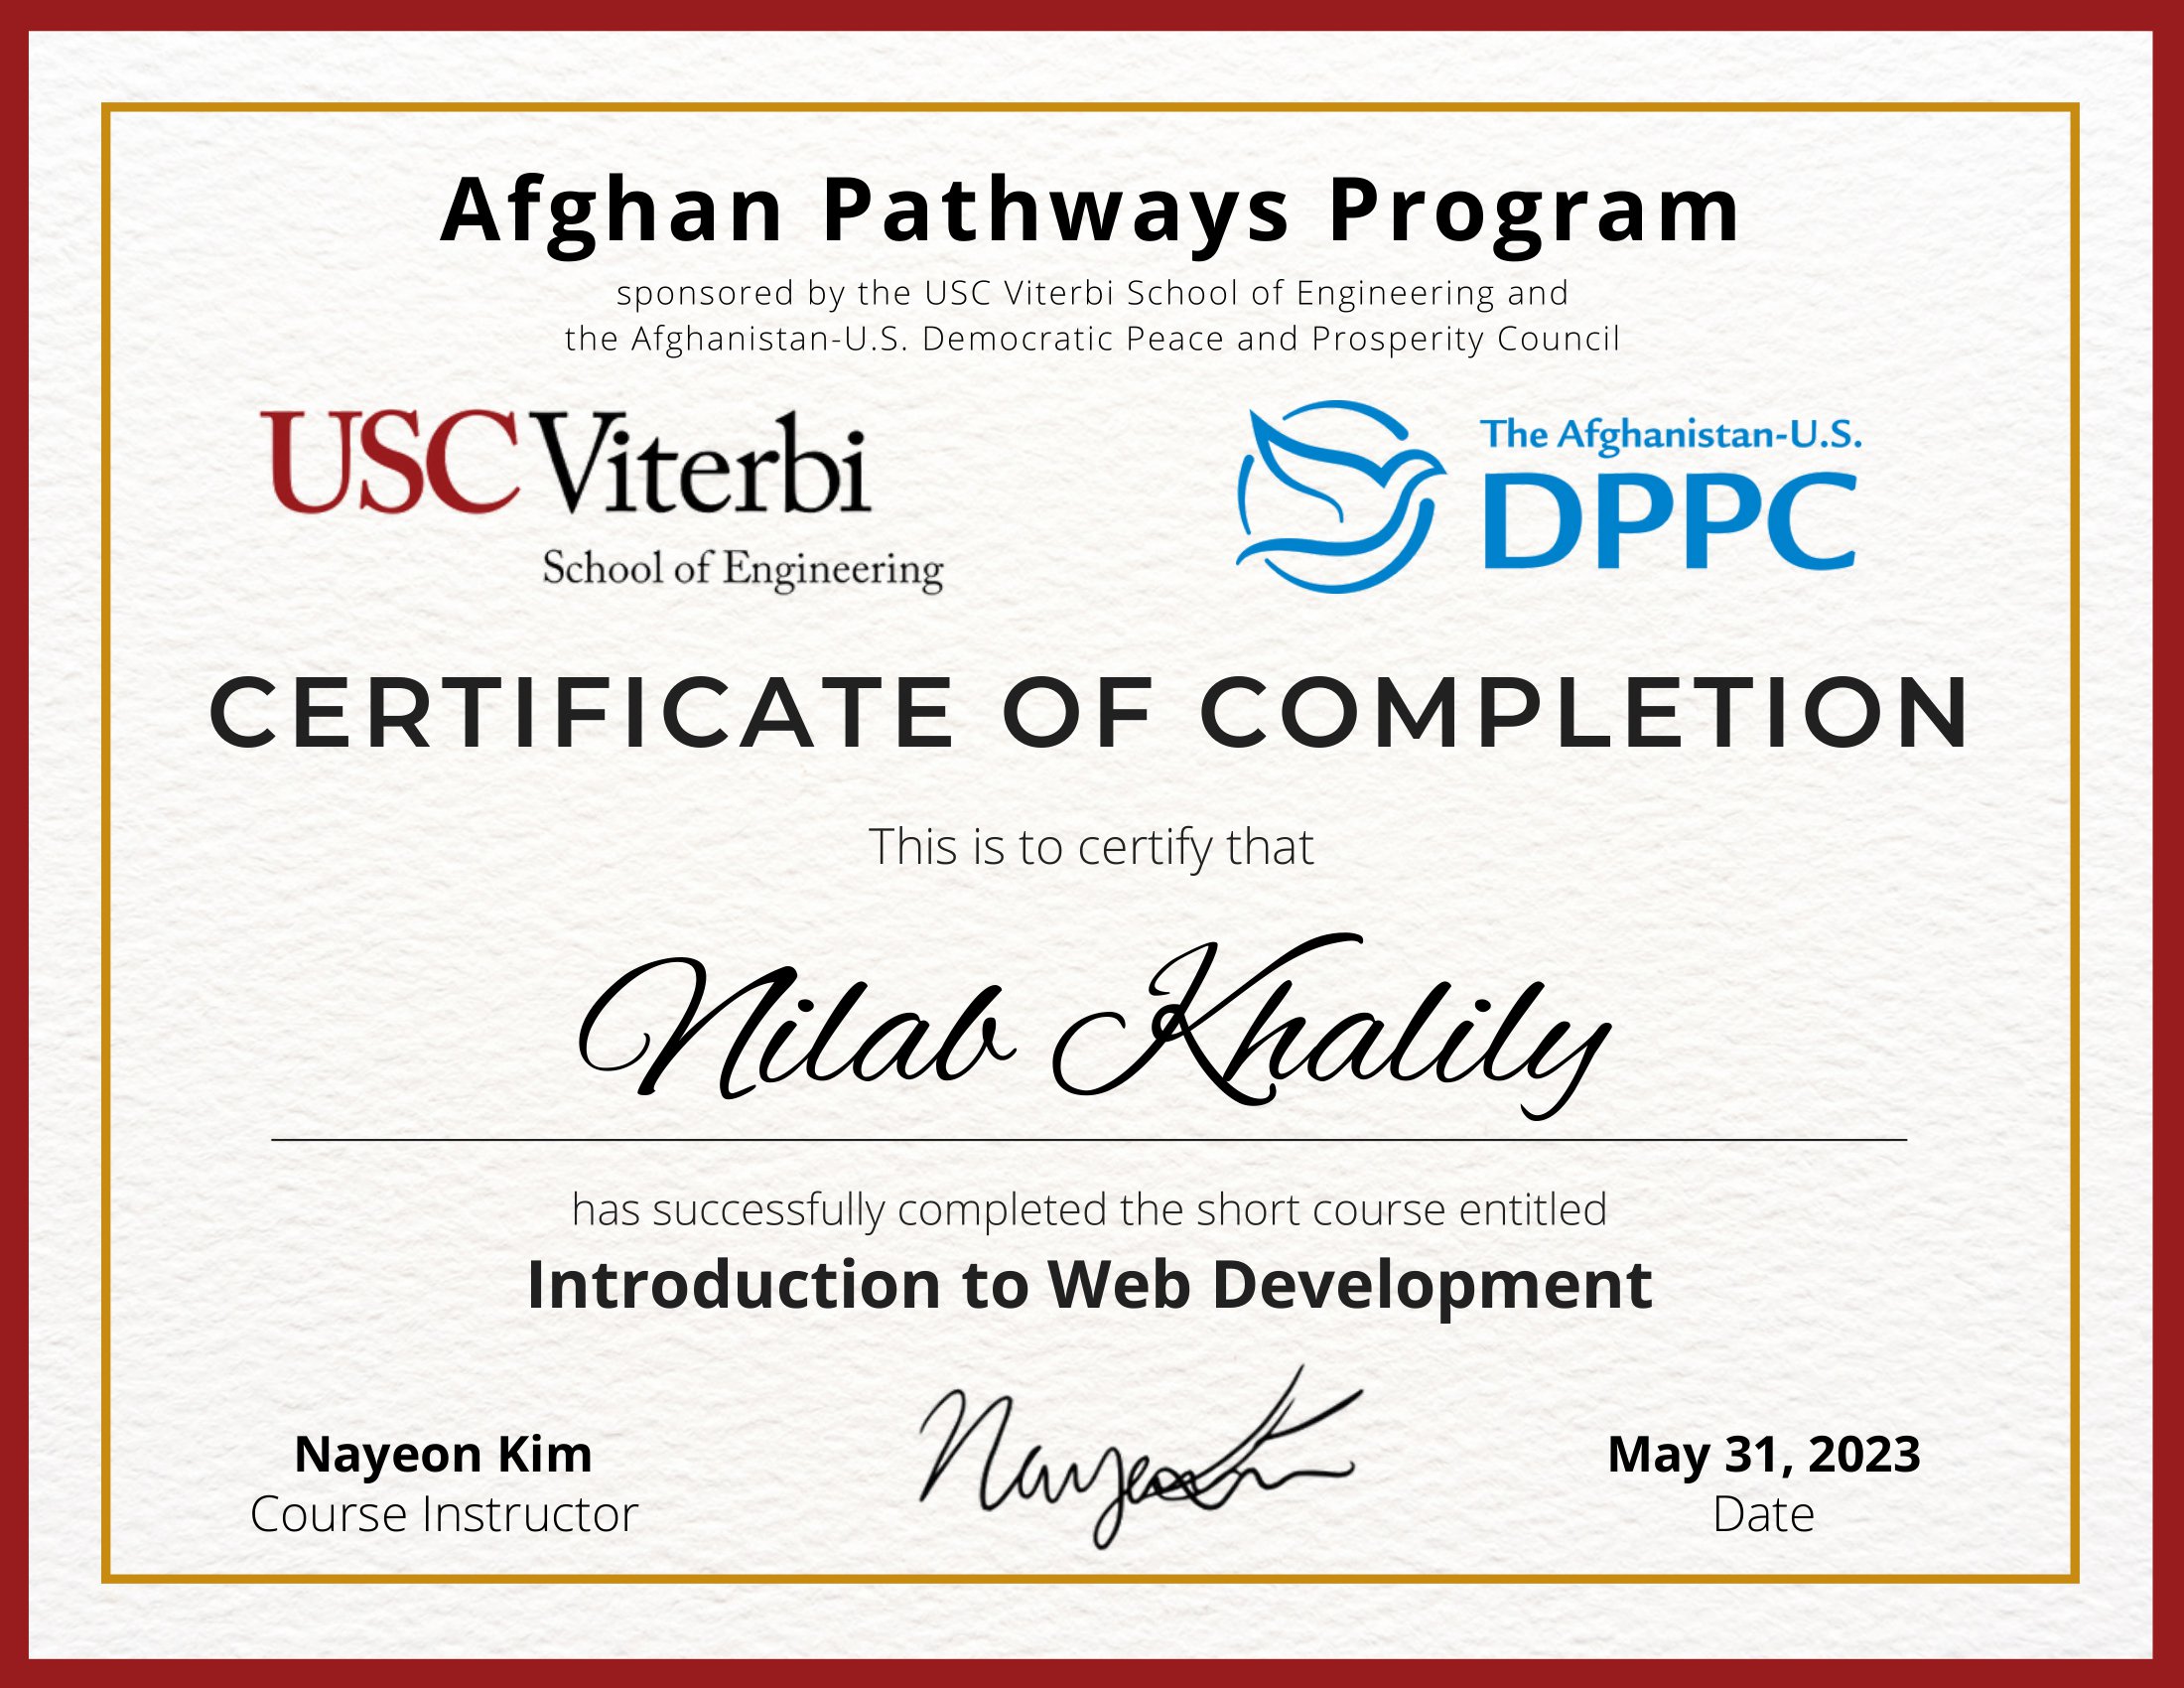 Afghan Pathways Program
sponsored by the USC Viterbi School of Engineering and
the Afghanistan-U.S. Democratic Peace and Prosperity Council
USC Viterbi
School of Engineering
The Afghanistan-U.S.
DPPC
CERTIFICATE OF COMPLETION
This is to certify that
Nilab Khalily
has successfully completed the short course entitled
Introduction to Web Development
Nayeon Kim
Course Instructor
Nayeon Kim
May 31, 2023
Date